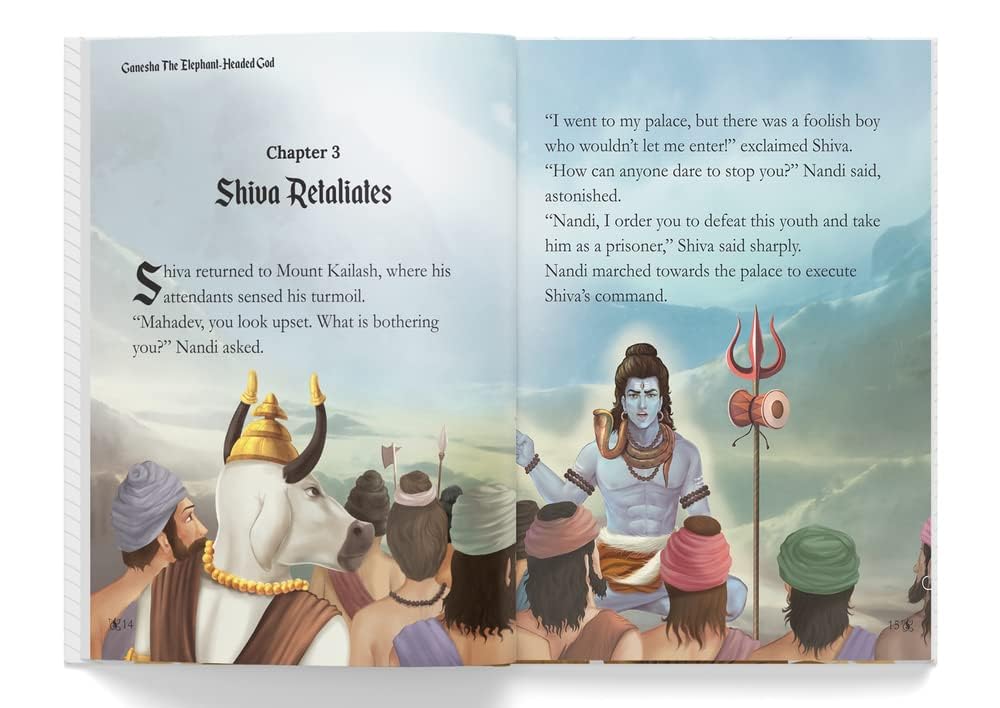 Ganesha The Elephant-Headed God
Chapter 3
Shiva Retaliates
Shiva returned to Mount Kailash, where his
attendants sensed his turmoil.
“Mahadev, you look upset. What is bothering
you?” Nandi asked.
14
“I went to my palace, but there was a foolish boy
who wouldn’t let me enter!” exclaimed Shiva.
“How can anyone dare to stop you?” Nandi said,
astonished.
“Nandi, I order you to defeat this youth and take
him as a prisoner,” Shiva said sharply.
Nandi marched towards the palace to execute
Shiva’s command.
15